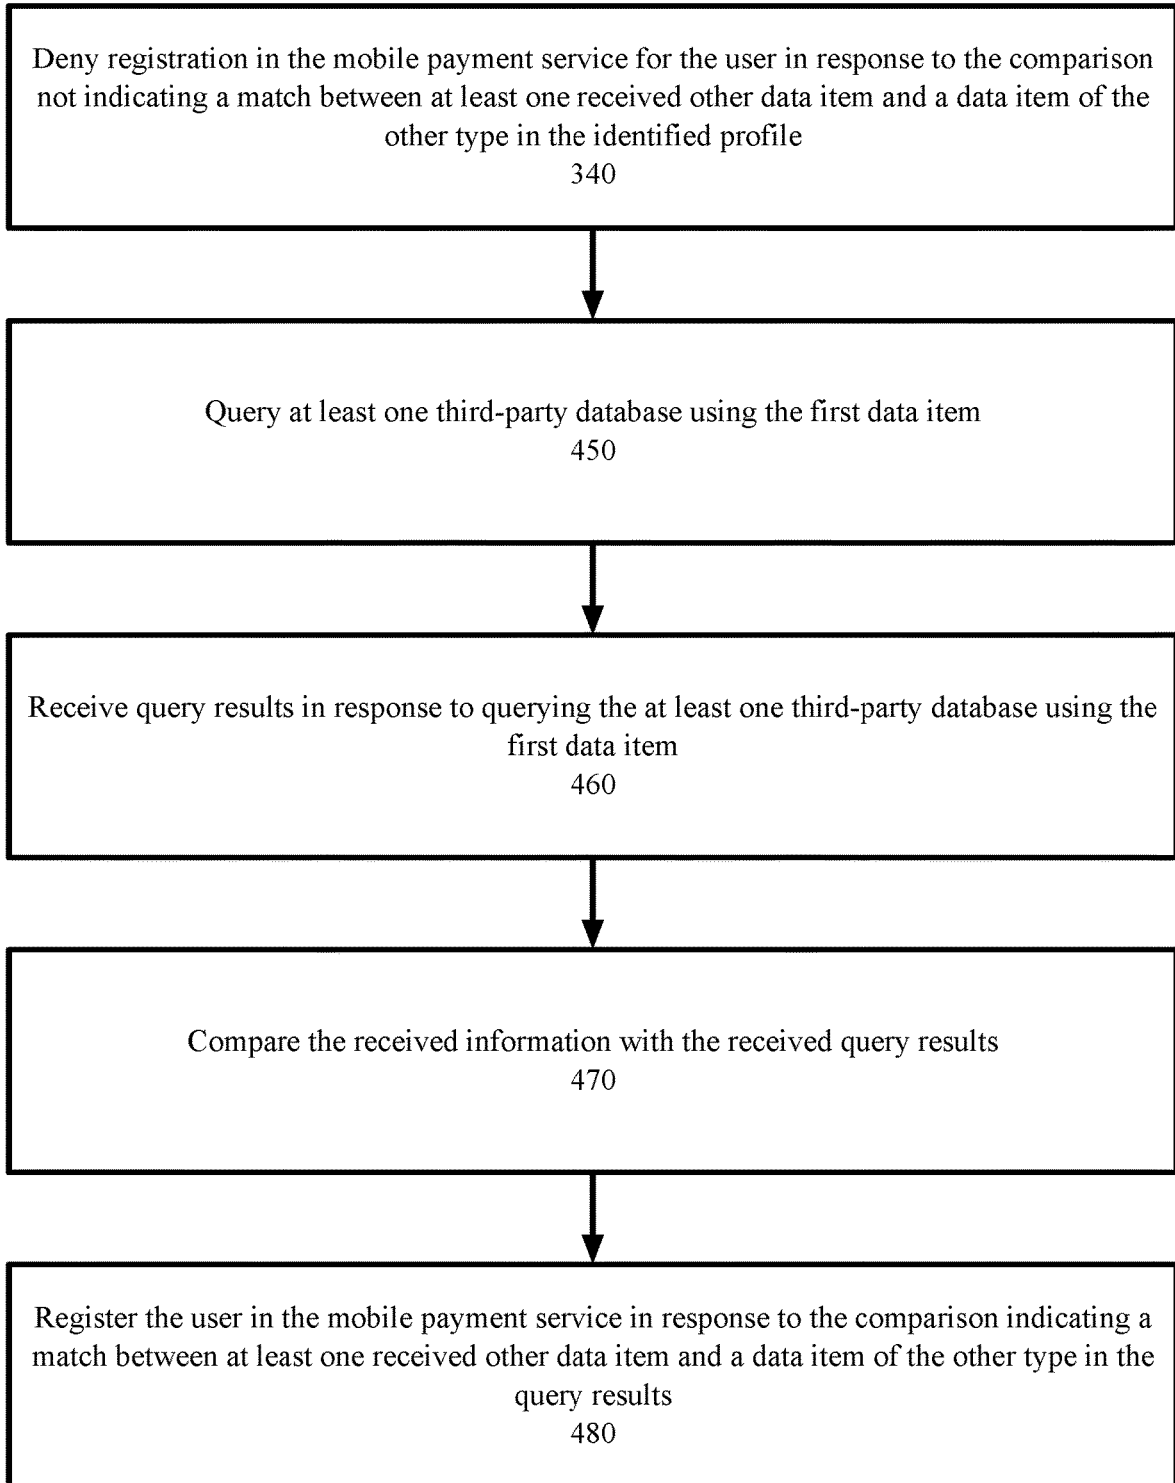 Deny registration in the mobile payment service for the user in response to the comparison
not indicating a match between at least one received other data item and a data item of the
other type in the identified profile
340
Query at least one third-party database using the first data item
450
Receive query results in response to querying the at least one third-party database using the
first data item
460
Compare the received information with the received query results
470
Register the user in the mobile payment service in response to the comparison indicating a
match between at least one received other data item and a data item of the other type in the
query results
480